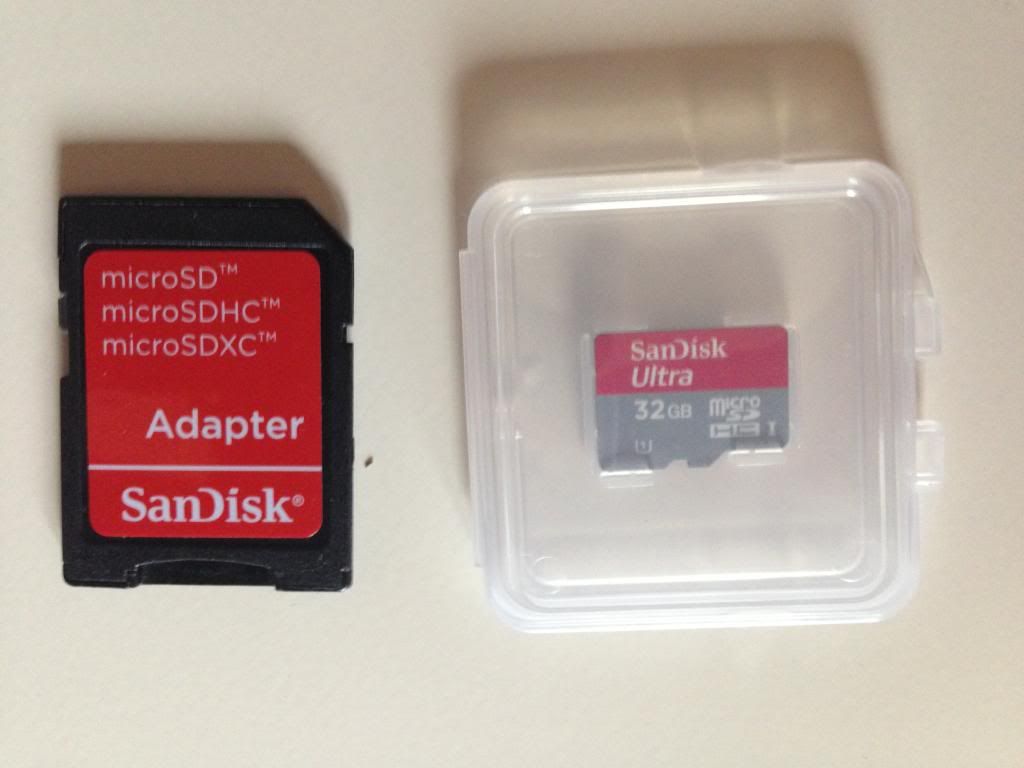 microSD™
microSDHC™
microSDXC™
Adapter
SanDisk®
SanDisk
Ultra
32GB
micro
SD
HC I
1